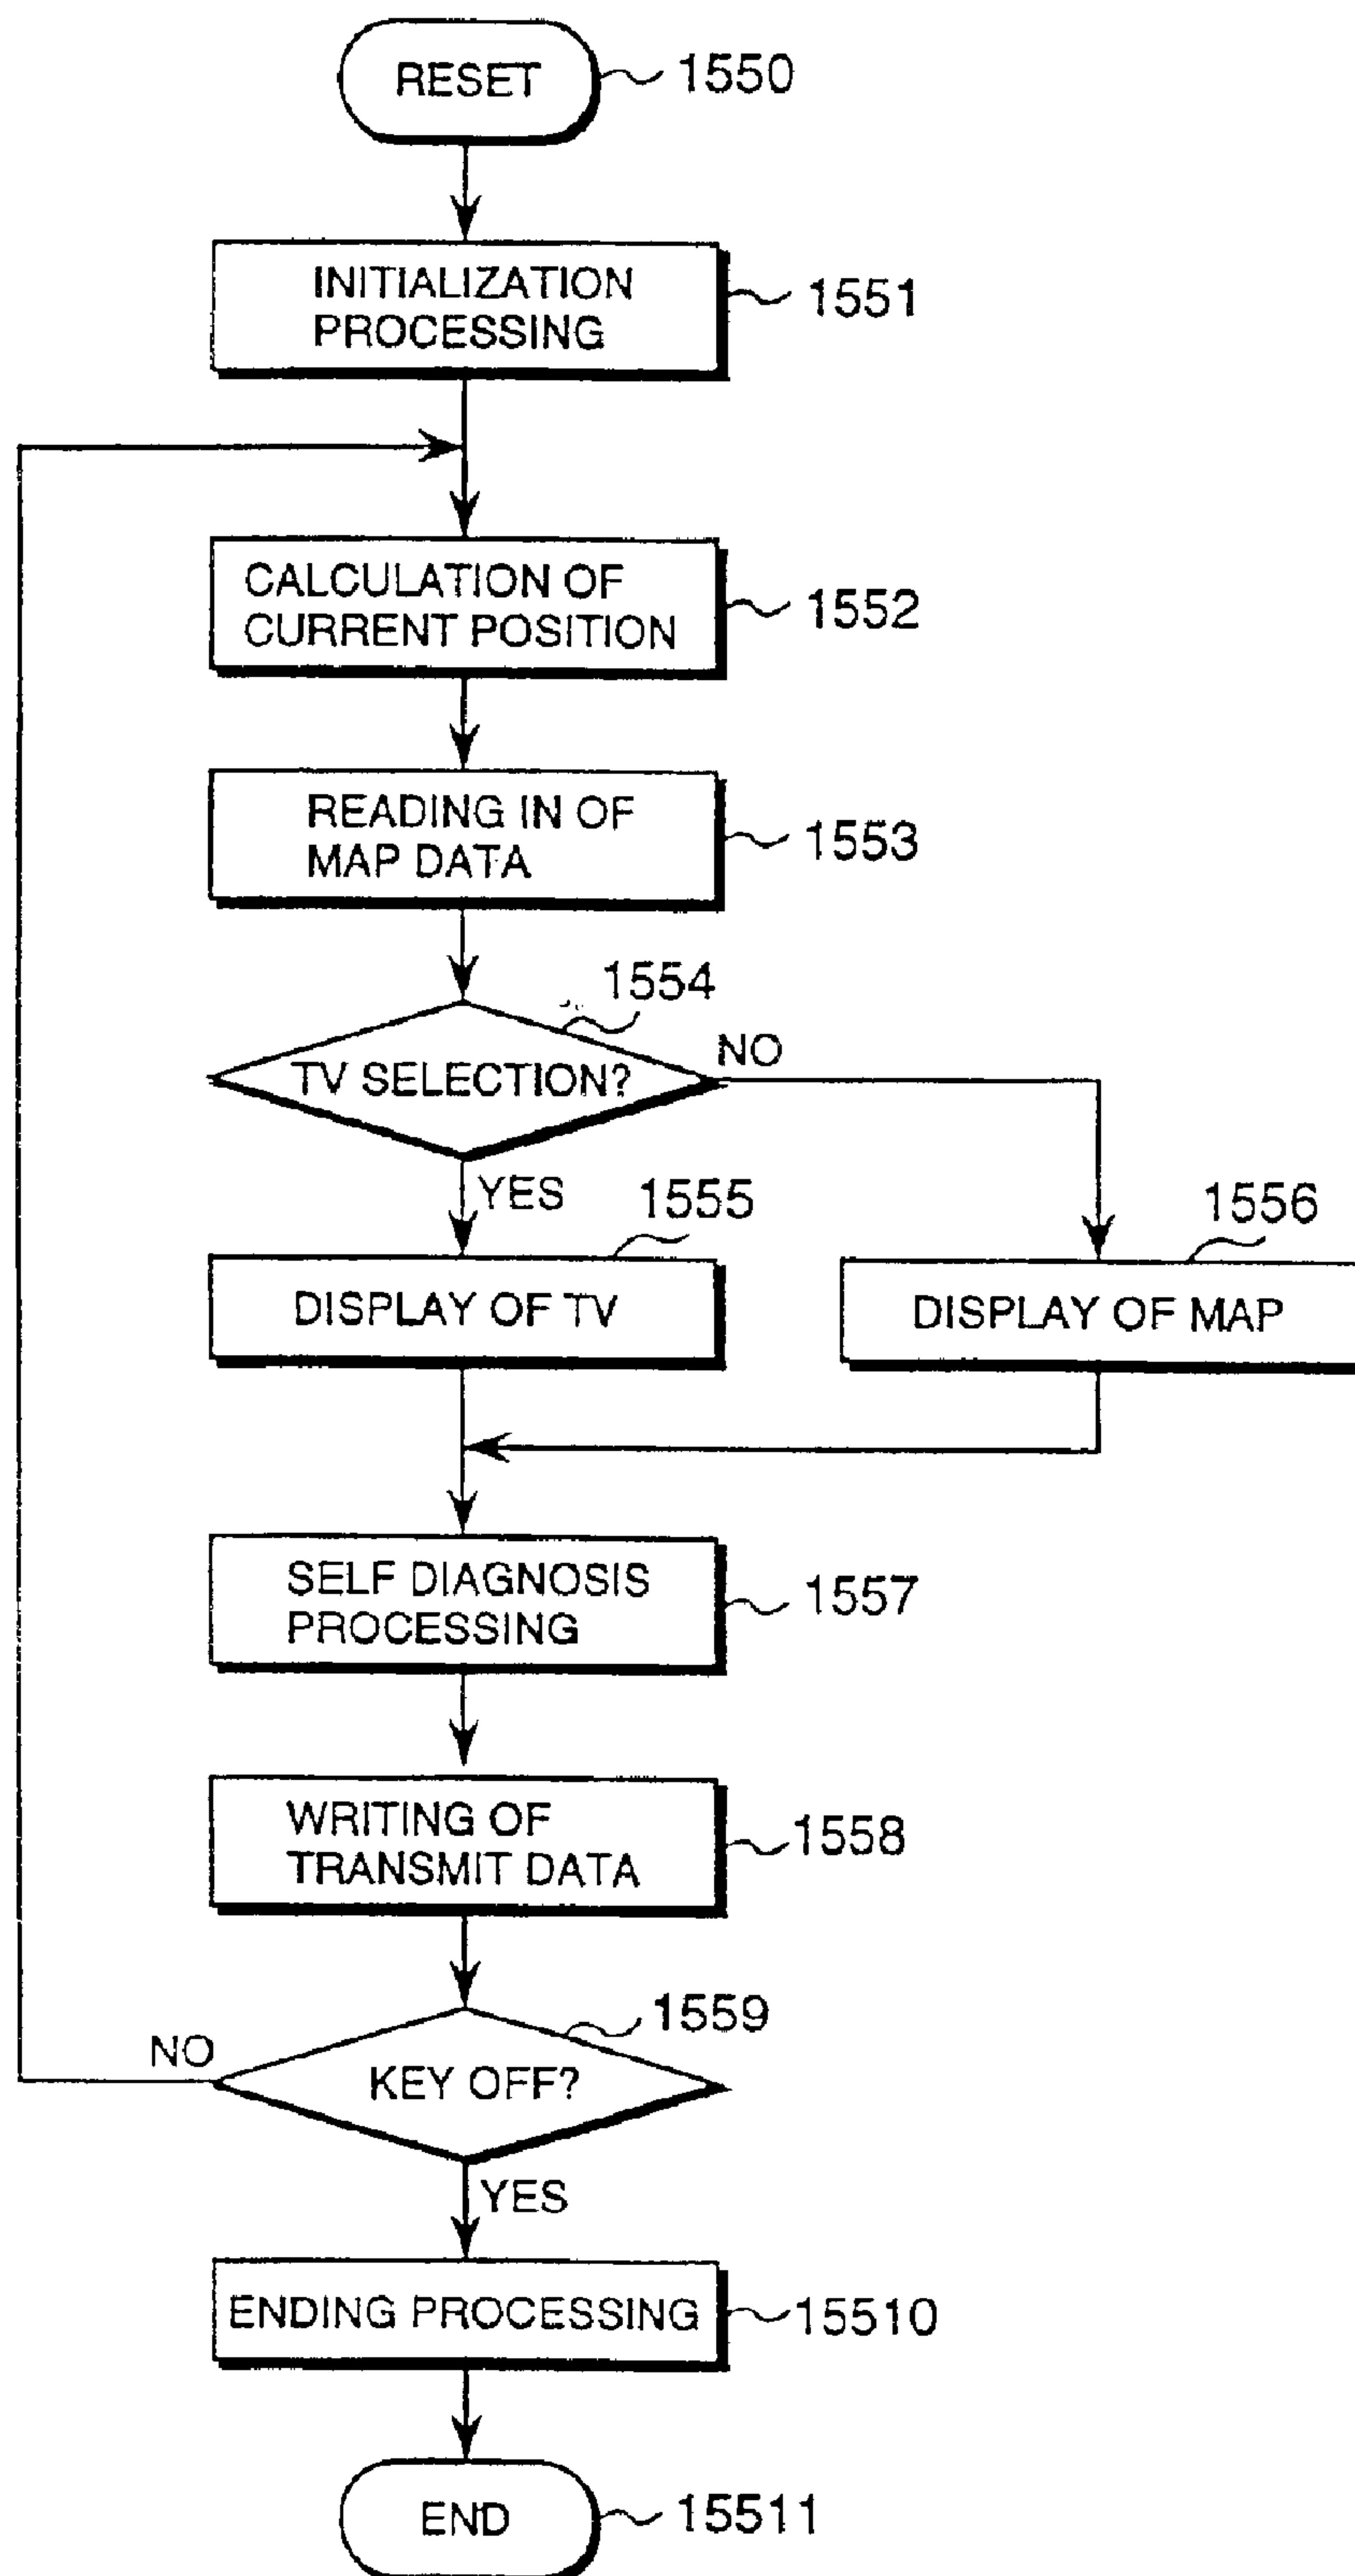 RESET
1550
INITIALIZATION
PROCESSING
1551
CALCULATION OF
CURRENT POSITION
1552
READING IN OF
MAP DATA
1553
1554
TV SELECTION?
NO
YES
1555
1556
DISPLAY OF TV
DISPLAY OF MAP
SELF DIAGNOSIS
PROCESSING
1557
WRITING OF
TRANSMIT DATA
1558
1559
NO
KEY OFF?
YES
ENDING PROCESSING
15510
END
15511